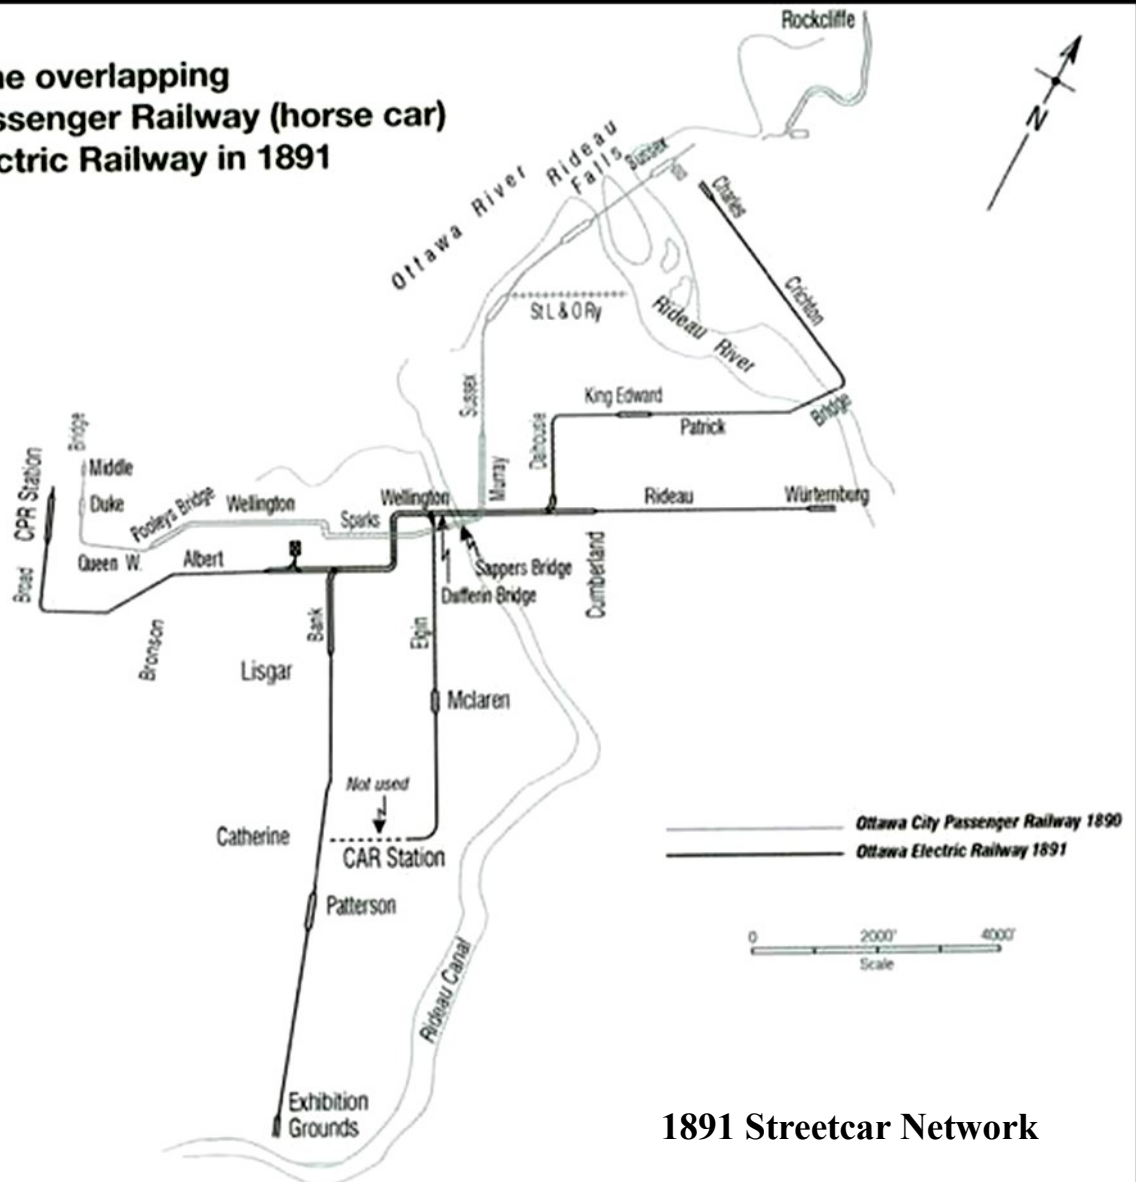 ne overlapping
ssenger Railway (horse car)
ctric Railway in 1891
Rockcliffe
N
Ottawa River
Rideau
Falls
Sussex
Charles
Crichton
St L & O Ry
Rideau River
Sussex
King Edward
Patrick
Bridge
Dalhousie
Murray
Bridge
Middle
Duke
Pooleys Bridge
Wellington
Wellington
Rideau
Würtemburg
CPR Station
Broad
Queen W.
Albert
Sparks
Sappers Bridge
Dufferin Bridge
Cumberland
Bronson
Bank
Elgin
Lisgar
Mclaren
Not used
Catherine
CAR Station
Patterson
Ottawa City Passenger Railway 1890
Ottawa Electric Railway 1891
0 2000' 4000'
Scale
Rideau Canal
Exhibition
Grounds
1891 Streetcar Network